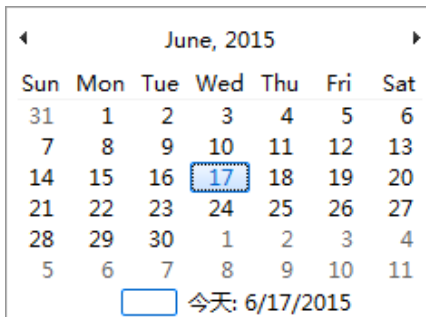 June, 2015
Sun Mon Tue Wed Thu Fri Sat
31 1 2 3 4 5 6
7 8 9 10 11 12 13
14 15 16 17 18 19 20
21 22 23 24 25 26 27
28 29 30 1 2 3 4
5 6 7 8 9 10 11
今天: 6/17/2015